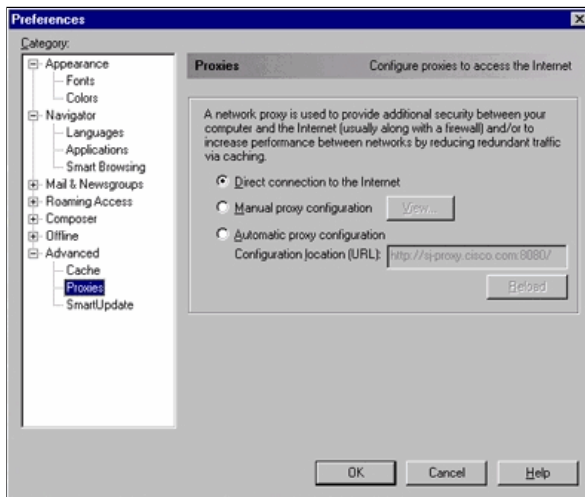 Preferences
Category:
Appearance
Fonts
Colors
Navigator
Languages
Applications
Smart Browsing
Mail & Newsgroups
Roaming Access
Composer
Offline
Advanced
Cache
Proxies
SmartUpdate
Proxies Configure proxies to access the Internet
A network proxy is used to provide additional security between your
computer and the Internet (usually along with a firewall) and/or to
increase performance between networks by reducing redundant traffic
via caching.
Direct connection to the Internet
Manual proxy configuration View...
Automatic proxy configuration
Configuration location (URL): http://sj-proxy.cisco.com:8080/
Reload
OK Cancel Help